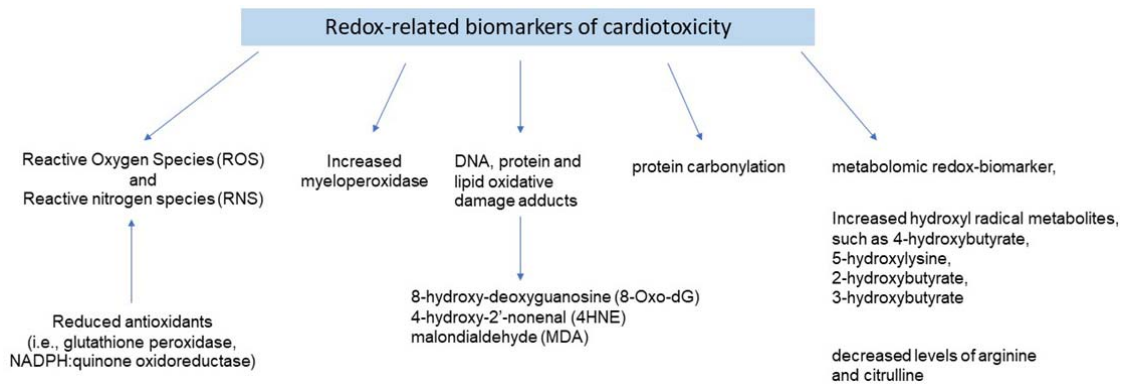 Redox-related biomarkers of cardiotoxicity
Reactive Oxygen Species (ROS)
and
Reactive nitrogen species (RNS)
Reduced antioxidants
(i.e., glutathione peroxidase,
NADPH:quinone oxidoreductase)
Increased
myeloperoxidase
DNA, protein and
lipid oxidative
damage adducts
8-hydroxy-deoxyguanosine (8-Oxo-dG)
4-hydroxy-2'-nonenal (4HNE)
malondialdehyde (MDA)
protein carbonylation
metabolomic redox-biomarker,
Increased hydroxyl radical metabolites,
such as 4-hydroxybutyrate,
5-hydroxylysine,
2-hydroxybutyrate,
3-hydroxybutyrate
decreased levels of arginine
and citrulline